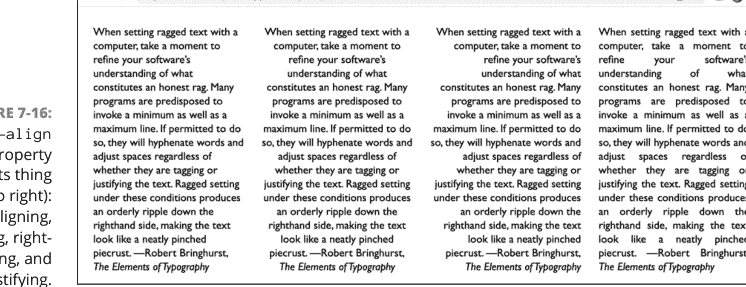 RE 7-16:
-align
roperty
ts thing
o right):
ligning,
g, right-
ng, and
stifying.
When setting ragged text with a
computer, take a moment to
refine your software's
understanding of what
constitutes an honest rag. Many
programs are predisposed to
invoke a minimum as well as a
maximum line. If permitted to do
so, they will hyphenate words and
adjust spaces regardless of
whether they are tagging or
justifying the text. Ragged setting
under these conditions produces
an orderly ripple down the
righthand side, making the text
look like a neatly pinched
piecrust. —Robert Bringhurst,
The Elements of Typography
When setting ragged text with a
computer, take a moment to
refine your software's
understanding of what
constitutes an honest rag. Many
programs are predisposed to
invoke a minimum as well as a
maximum line. If permitted to do
so, they will hyphenate words and
adjust spaces regardless of
whether they are tagging or
justifying the text. Ragged setting
under these conditions produces
an orderly ripple down the
righthand side, making the text
look like a neatly pinched
piecrust. —Robert Bringhurst,
The Elements of Typography
When setting ragged text with a
computer, take a moment to
refine your software's
understanding of what
constitutes an honest rag. Many
programs are predisposed to
invoke a minimum as well as a
maximum line. If permitted to do
so, they will hyphenate words and
adjust spaces regardless of
whether they are tagging or
justifying the text. Ragged setting
under these conditions produces
an orderly ripple down the
righthand side, making the text
look like a neatly pinched
piecrust. —Robert Bringhurst,
The Elements of Typography
When setting ragged text with a
computer, take a moment to
refine your software's
understanding of wha
constitutes an honest rag. Many
programs are predisposed to
invoke a minimum as well as a
maximum line. If permitted to do
so, they will hyphenate words and
adjust spaces regardless o
whether they are tagging or
justifying the text. Ragged setting
under these conditions produces
an orderly ripple down the
righthand side, making the tex
look like a neatly pinched
piecrust. —Robert Bringhurst,
The Elements of Typography